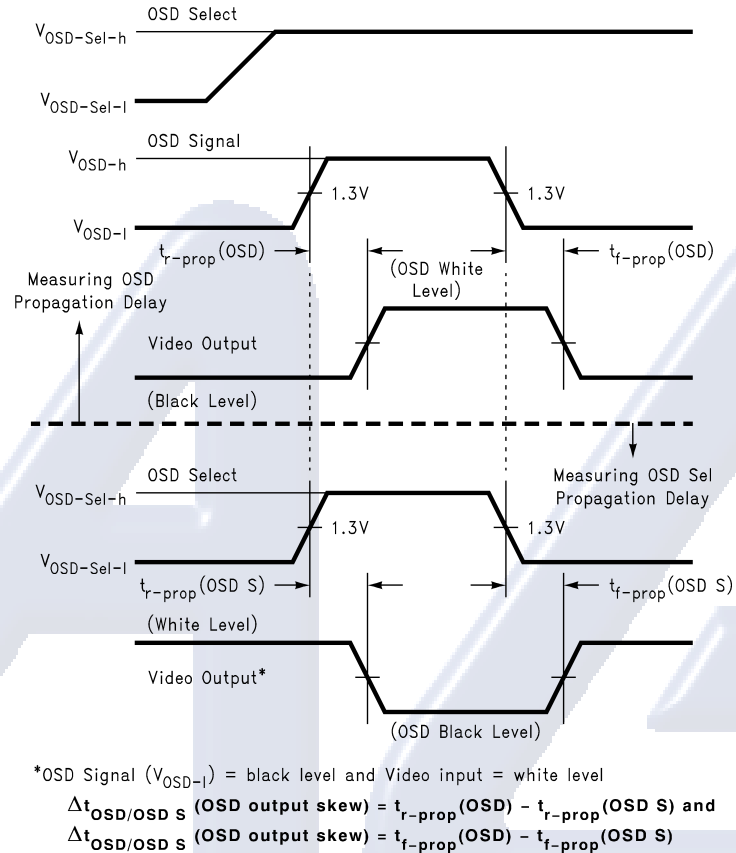 OSD Select
VOSD-Sel-h
VOSD-Sel-l
OSD Signal
VOSD-h
1.3V
1.3V
VOSD-l
tr-prop(OSD)
(OSD White
Level)
tf-prop(OSD)
Measuring OSD
Propagation Delay
Video Output
(Black Level)
OSD Select
VOSD-Sel-h
Measuring OSD Sel
Propagation Delay
1.3V
1.3V
VOSD-Sel-l
tr-prop(OSD S)
tf-prop(OSD S)
(White Level)
Video Output*
(OSD Black Level)
*OSD Signal (VOSD-l) = black level and Video input = white level
ΔtOSD/OSD S (OSD output skew) = tr-prop(OSD) - tr-prop(OSD S) and
ΔtOSD/OSD S (OSD output skew) = tf-prop(OSD) - tf-prop(OSD S)